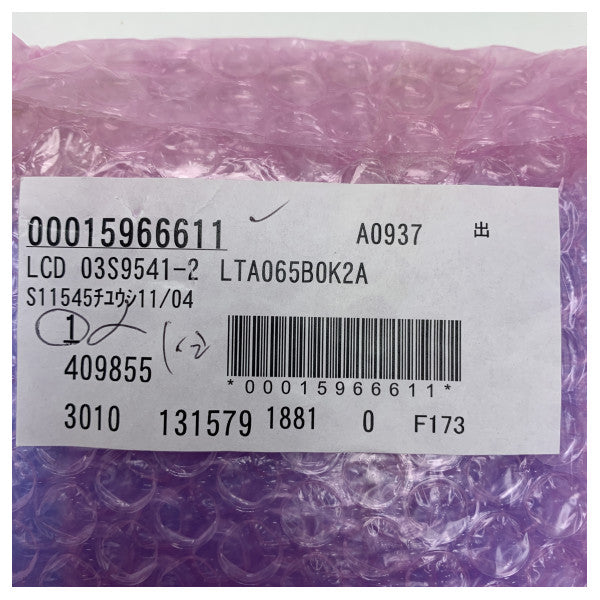 00015966611 A0937 出
LCD 03S9541-2 LTA065B0K2A
S11545ﾁﾕｳｼ11/04
1
409855 *00015966611*
3010 131579 1881 0 F173